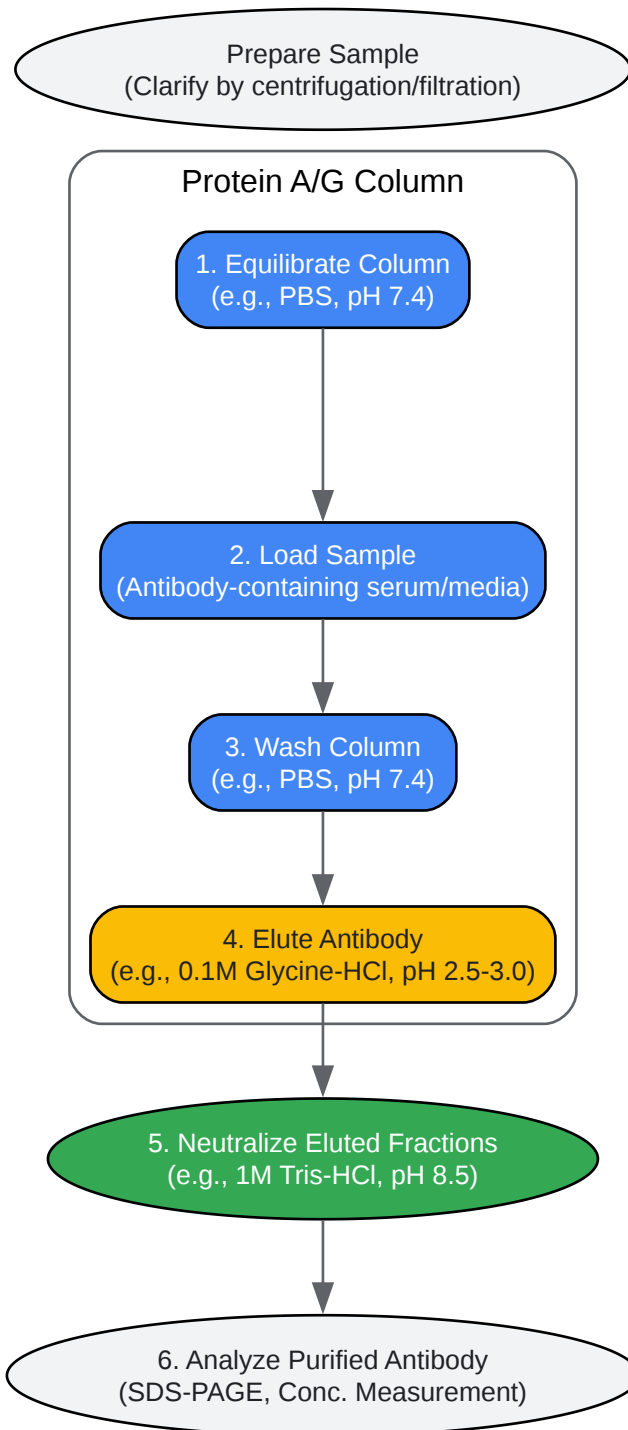 Prepare Sample
(Clarify by centrifugation/filtration)
Protein A/G Column
1. Equilibrate Column
(e.g., PBS, pH 7.4)
2. Load Sample
(Antibody-containing serum/media)
3. Wash Column
(e.g., PBS, pH 7.4)
4. Elute Antibody
(e.g., 0.1M Glycine-HCl, pH 2.5-3.0)
5. Neutralize Eluted Fractions
(e.g., 1M Tris-HCl, pH 8.5)
6. Analyze Purified Antibody
(SDS-PAGE, Conc. Measurement)